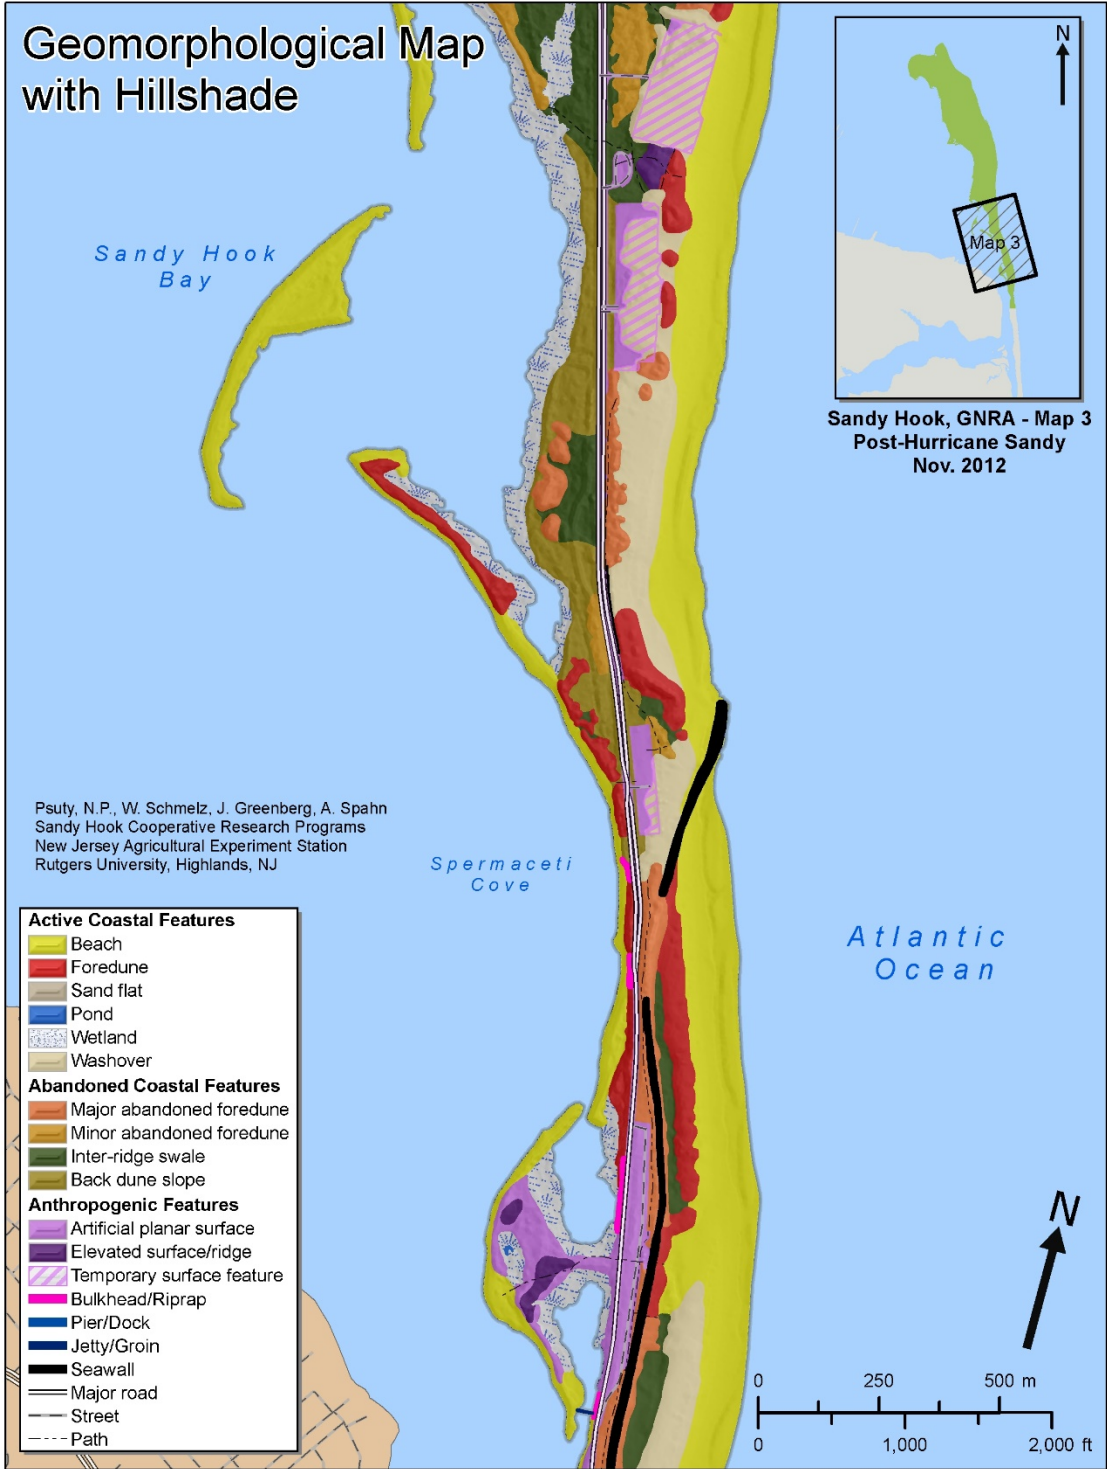 Geomorphological Map
with Hillshade
N
Map 3
Sandy Hook, GNRA - Map 3
Post-Hurricane Sandy
Nov. 2012
Sandy Hook
Bay
Psuty, N.P., W. Schmelz, J. Greenberg, A. Spahn
Sandy Hook Cooperative Research Programs
New Jersey Agricultural Experiment Station
Rutgers University, Highlands, NJ
Spermaceti
Cove
Atlantic
Ocean
Active Coastal Features
Beach
Foredune
Sand flat
Pond
Wetland
Washover
Abandoned Coastal Features
Major abandoned foredune
Minor abandoned foredune
Inter-ridge swale
Back dune slope
Anthropogenic Features
Artificial planar surface
Elevated surface/ridge
Temporary surface feature
Bulkhead/Riprap
Pier/Dock
Jetty/Groin
Seawall
Major road
Street
Path
N
0 250 500 m
0 1,000 2,000 ft